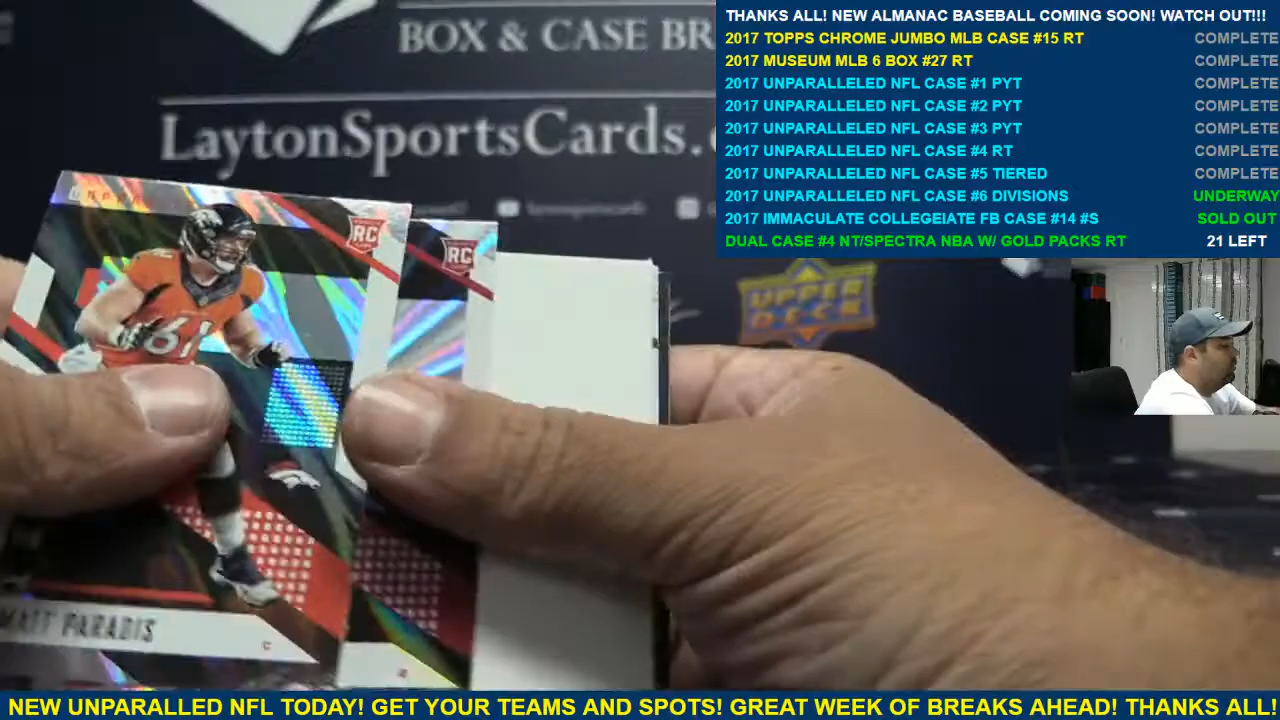 BOX & CASE BR
LaytonSportsCards.
THANKS ALL! NEW ALMANAC BASEBALL COMING SOON! WATCH OUT!!!
2017 TOPPS CHROME JUMBO MLB CASE #15 RT COMPLETE
2017 MUSEUM MLB 6 BOX #27 RT COMPLETE
2017 UNPARALLELED NFL CASE #1 PYT COMPLETE
2017 UNPARALLELED NFL CASE #2 PYT COMPLETE
2017 UNPARALLELED NFL CASE #3 PYT COMPLETE
2017 UNPARALLELED NFL CASE #4 RT COMPLETE
2017 UNPARALLELED NFL CASE #5 TIERED COMPLETE
2017 UNPARALLELED NFL CASE #6 DIVISIONS UNDERWAY
2017 IMMACULATE COLLEGEIATE FB CASE #14 #S SOLD OUT
DUAL CASE #4 NT/SPECTRA NBA W/ GOLD PACKS RT 21 LEFT
RC
RC
UPPER
DECK
61
MATT PARADIS
C
NEW UNPARALLED NFL TODAY! GET YOUR TEAMS AND SPOTS! GREAT WEEK OF BREAKS AHEAD! THANKS ALL!